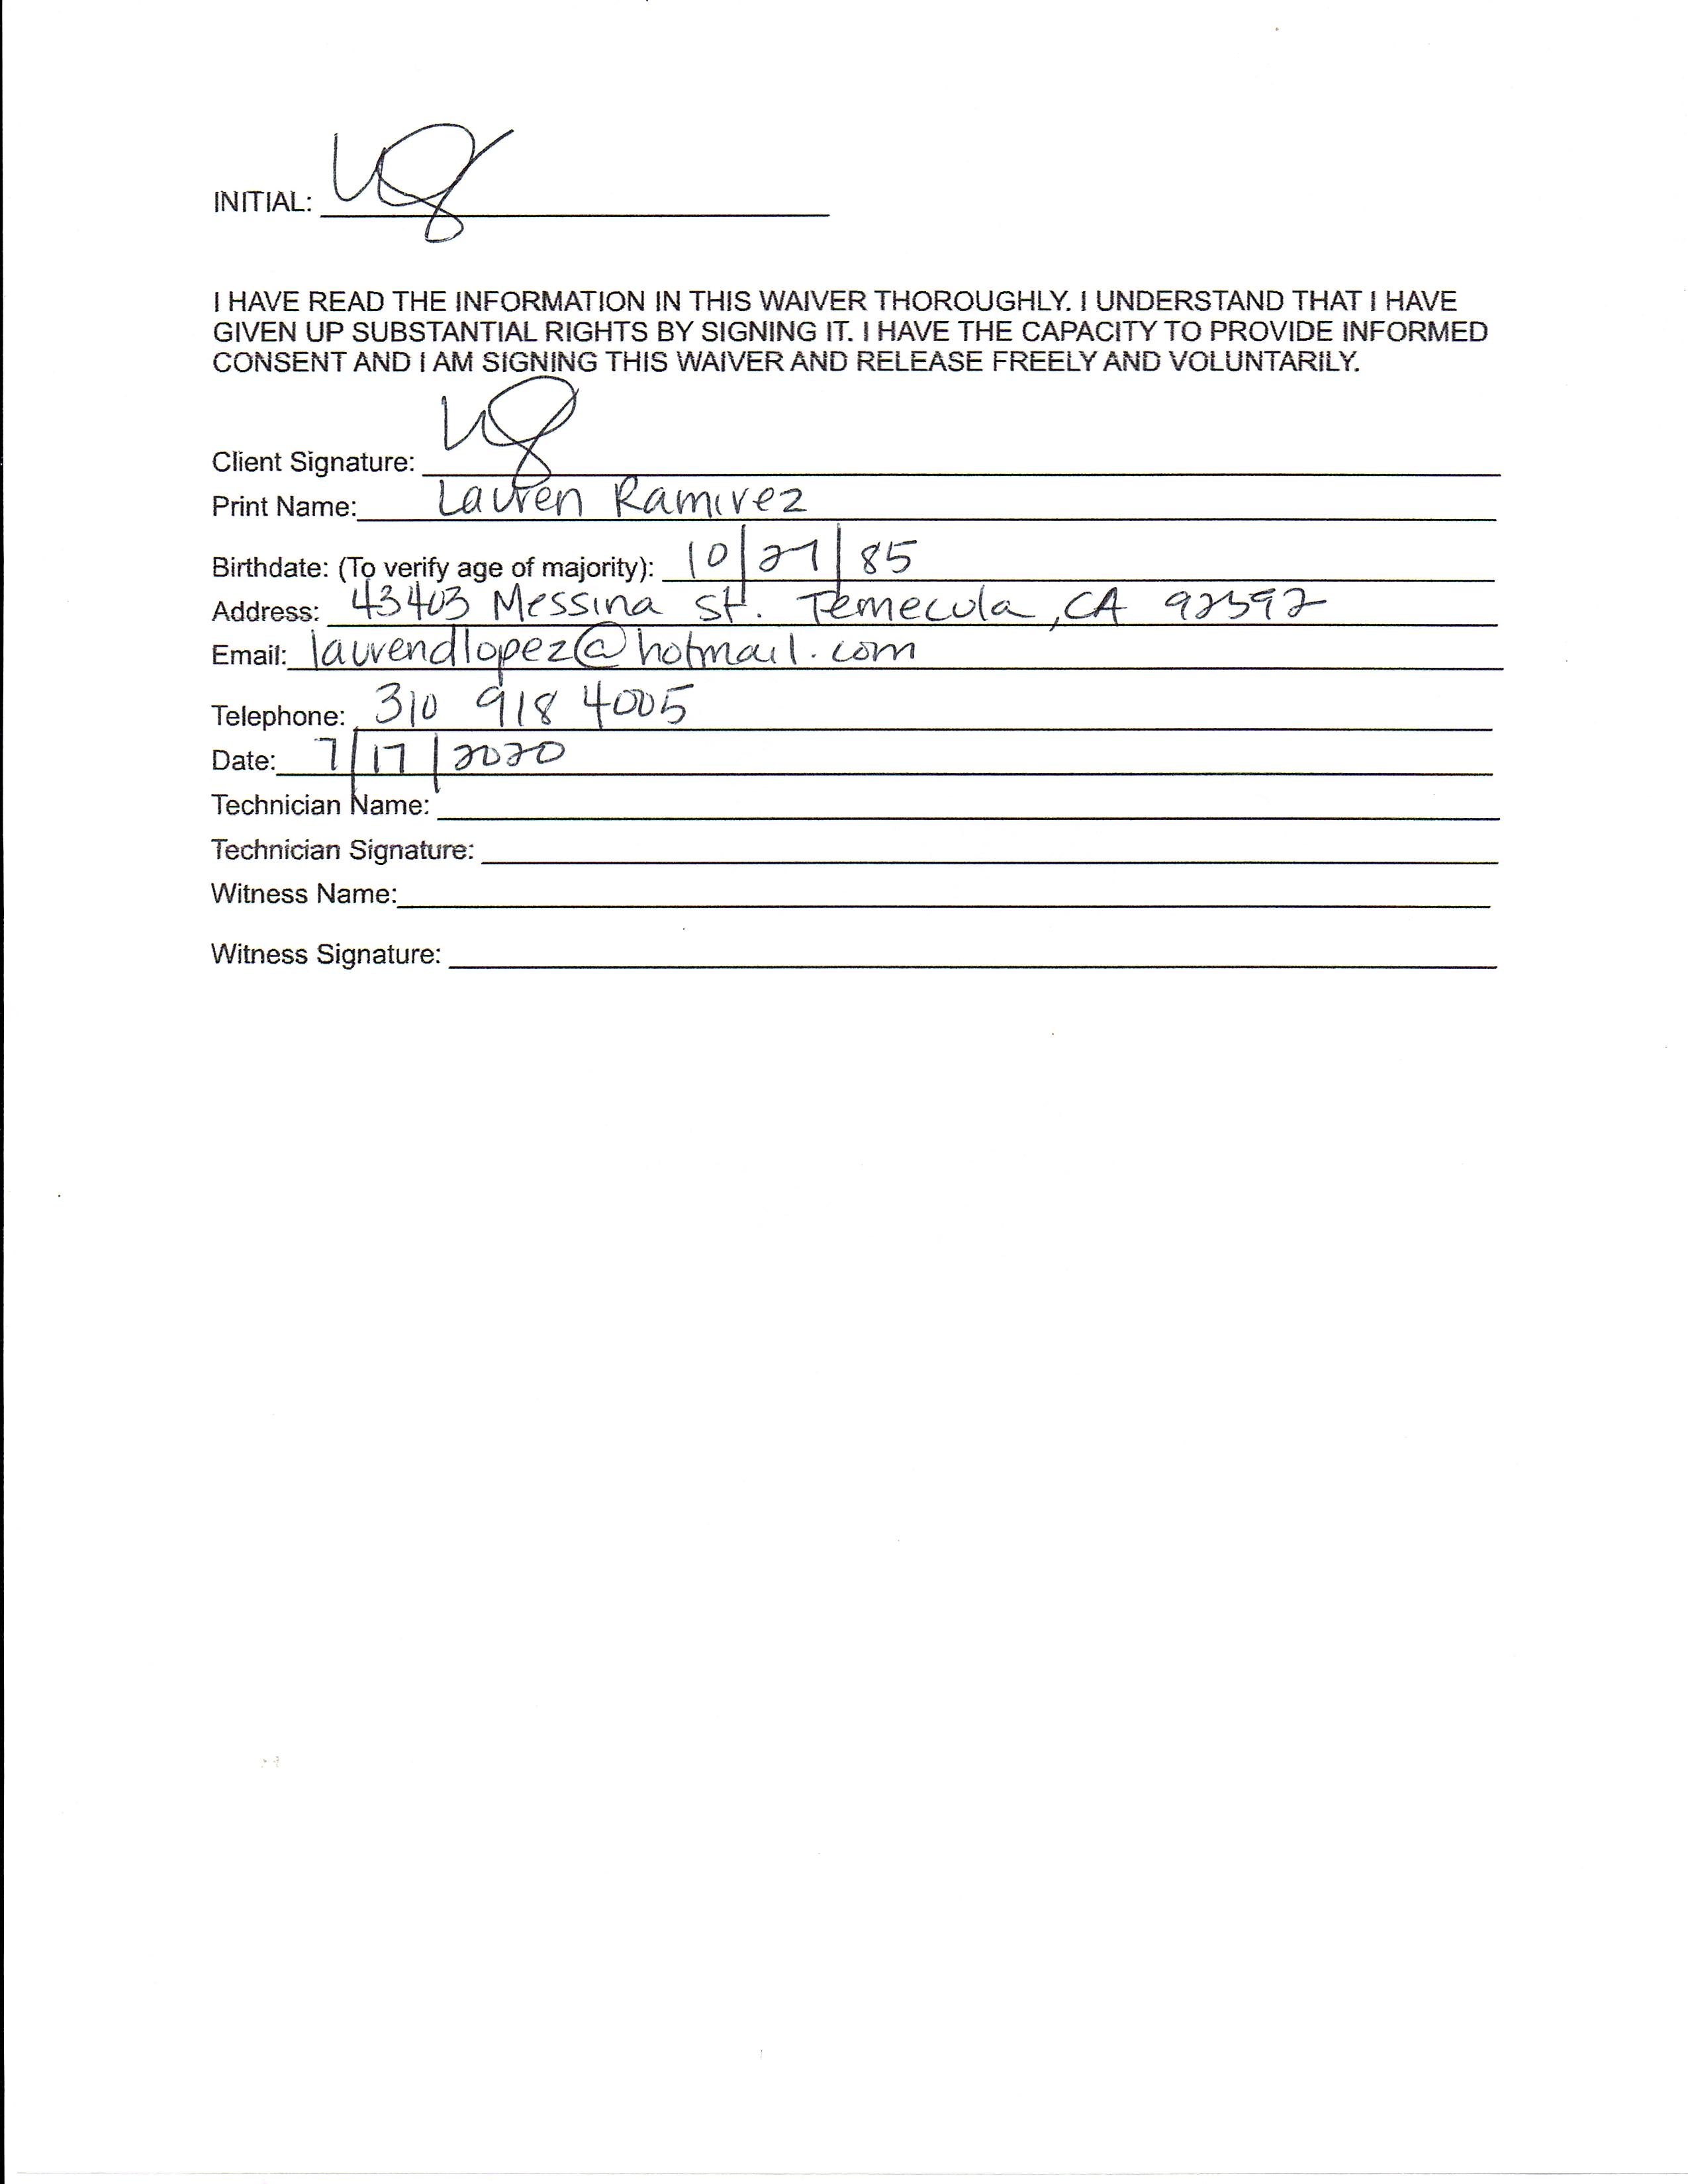 INITIAL:
I HAVE READ THE INFORMATION IN THIS WAIVER THOROUGHLY. I UNDERSTAND THAT I HAVE
GIVEN UP SUBSTANTIAL RIGHTS BY SIGNING IT. I HAVE THE CAPACITY TO PROVIDE INFORMED
CONSENT AND I AM SIGNING THIS WAIVER AND RELEASE FREELY AND VOLUNTARILY.
Client Signature:
Print Name: Lauren Ramirez
Birthdate: (To verify age of majority): 10/27/85
Address: 43403 Messina St. Temecula, CA 92592
Email: laurendlopez@hotmail.com
Telephone: 310 918 4005
Date: 7/17/2020
Technician Name:
Technician Signature:
Witness Name:
Witness Signature: